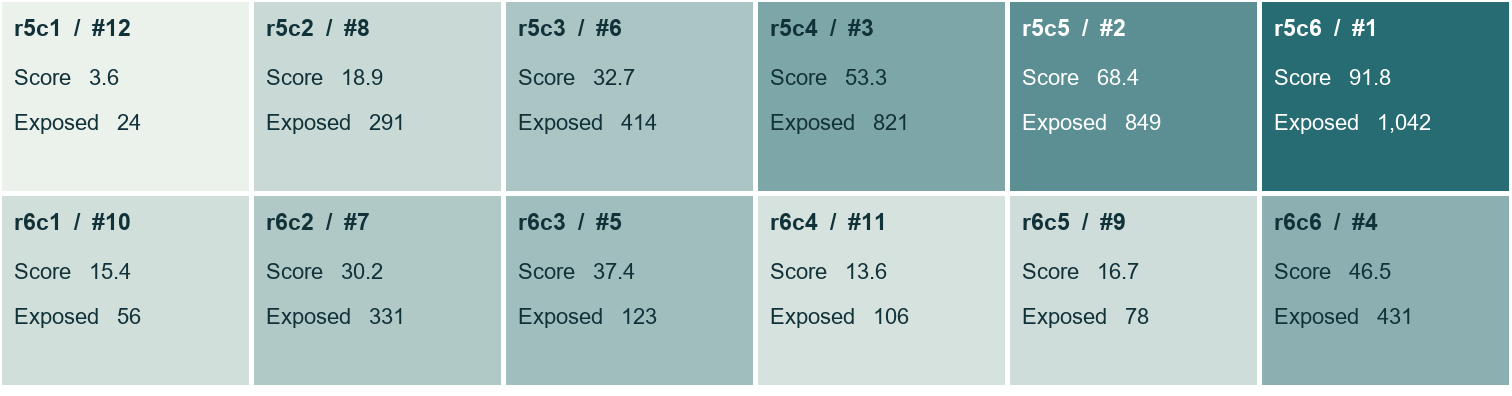 r5c1 / #12
Score 3.6
Exposed 24
r5c2 / #8
Score 18.9
Exposed 291
r5c3 / #6
Score 32.7
Exposed 414
r5c4 / #3
Score 53.3
Exposed 821
r5c5 / #2
Score 68.4
Exposed 849
r5c6 / #1
Score 91.8
Exposed 1,042
r6c1 / #10
Score 15.4
Exposed 56
r6c2 / #7
Score 30.2
Exposed 331
r6c3 / #5
Score 37.4
Exposed 123
r6c4 / #11
Score 13.6
Exposed 106
r6c5 / #9
Score 16.7
Exposed 78
r6c6 / #4
Score 46.5
Exposed 431